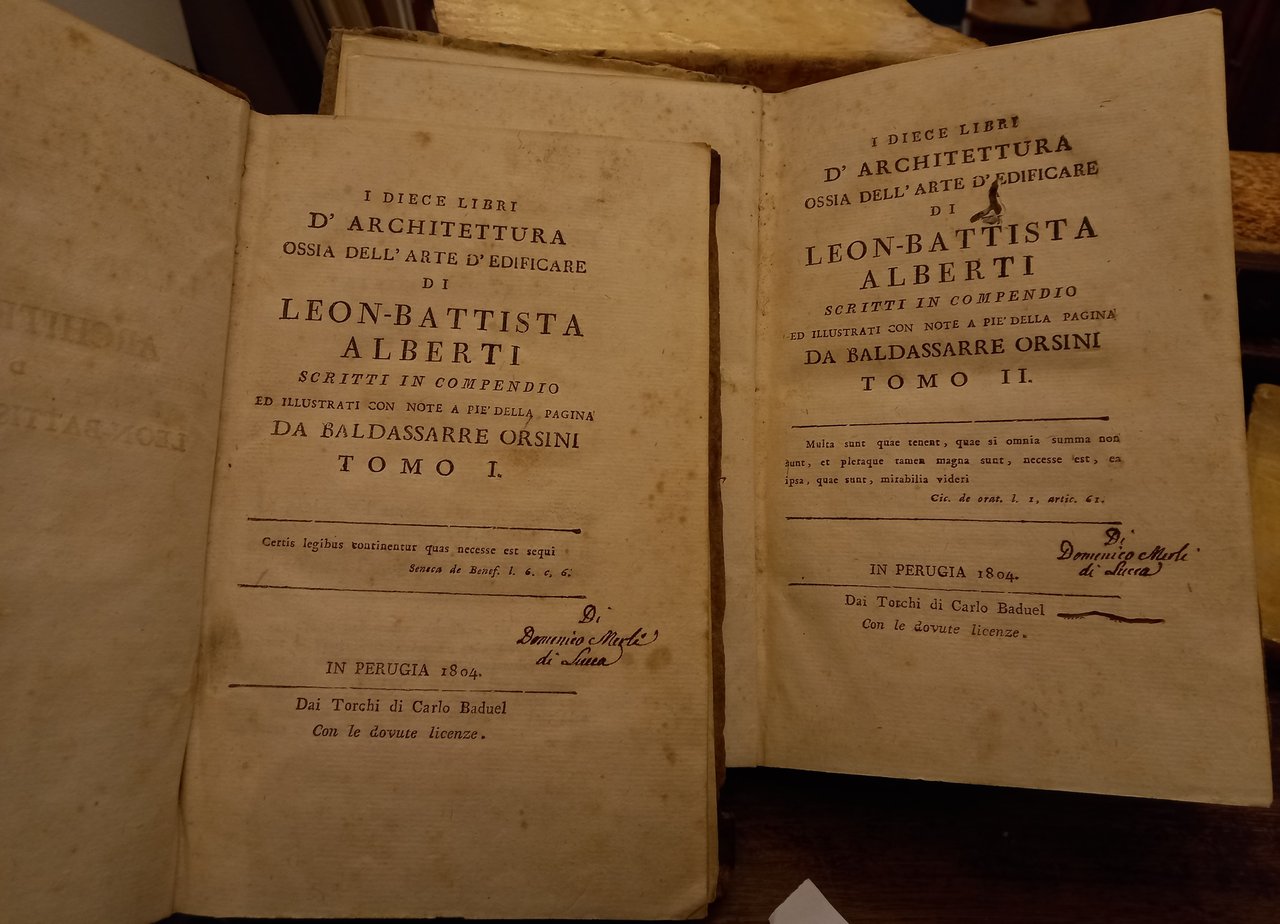 I DIECE LIBRI
D' ARCHITETTURA
OSSIA DELL' ARTE D' EDIFICARE
DI
LEON-BATTISTA
ALBERTI
SCRITTI IN COMPENDIO
ED ILLUSTRATI CON NOTE A PIE' DELLA PAGINA
DA BALDASSARRE ORSINI
TOMO I.
Certis legibus continentur quas necesse est sequi
Seneca de Benef. l. 6. c. 6.
Di
Domenico Merli
di Lucca
IN PERUGIA 1804.
Dai Torchi di Carlo Baduel
Con le dovute licenze.
I DIECE LIBRI
D' ARCHITETTURA
OSSIA DELL' ARTE D' EDIFICARE
DI
LEON-BATTISTA
ALBERTI
SCRITTI IN COMPENDIO
ED ILLUSTRATI CON NOTE A PIE' DELLA PAGINA
DA BALDASSARRE ORSINI
TOMO II.
Multa sunt quae tenent, quae si omnia summa non
sunt, et pleraque tamen magna sunt, necesse est, ea
ipsa, quae sunt, mirabilia videri
Cic. de orat. l. 1, artic. 61.
Di
Domenico Merli
di Lucca
IN PERUGIA 1804.
Dai Torchi di Carlo Baduel
Con le dovute licenze.